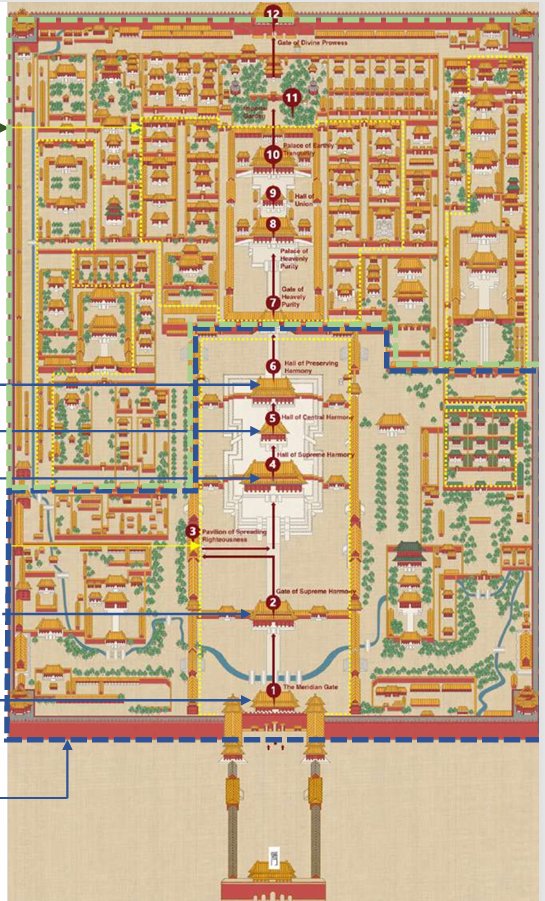 12
Gate of Divine Prowess
11
Imperial
Garden
10
Palace of Earthly
Tranquility
9
Hall of
Union
8
Palace of
Heavenly
Purity
7
Gate of
Heavely
Purity
6
Hall of Preserving
Harmony
5
Hall of Central Harmony
Hall of Supreme Harmony
4
3
Pavilion of Spreading
Righteousness
Gate of Supreme Harmony
2
1
The Meridian Gate